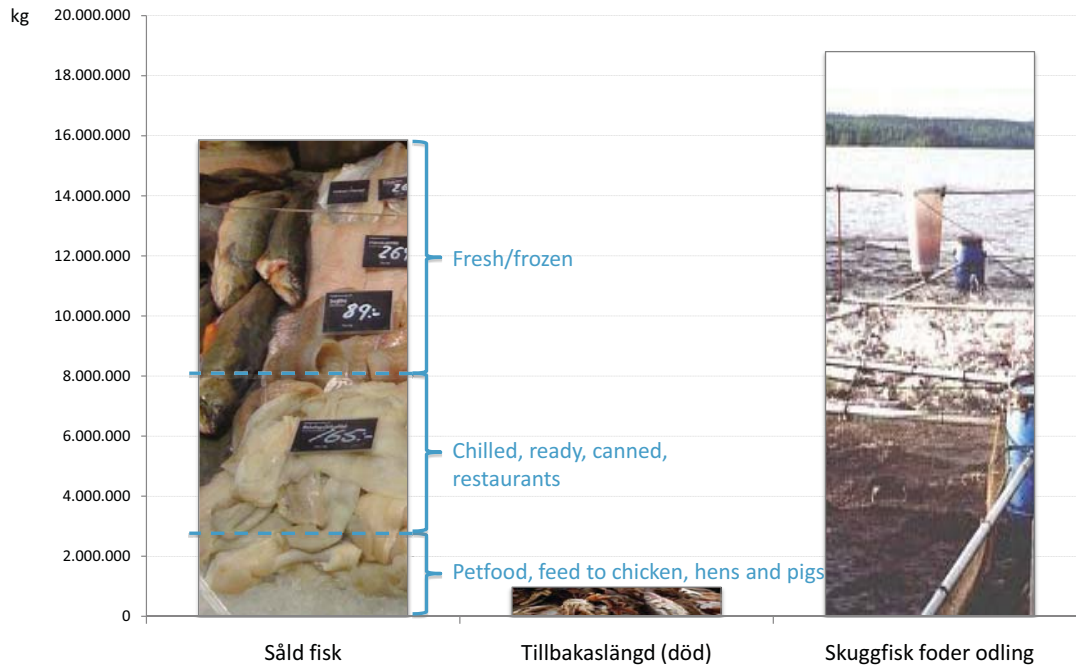 kg
20.000.000
18.000.000
16.000.000
14.000.000
12.000.000
10.000.000
8.000.000
6.000.000
4.000.000
2.000.000
0
89:-
165:-
Fresh/frozen
Chilled, ready, canned,
restaurants
Petfood, feed to chicken, hens and pigs
Såld fisk
Tillbakaslängd (död)
Skuggfisk foder odling